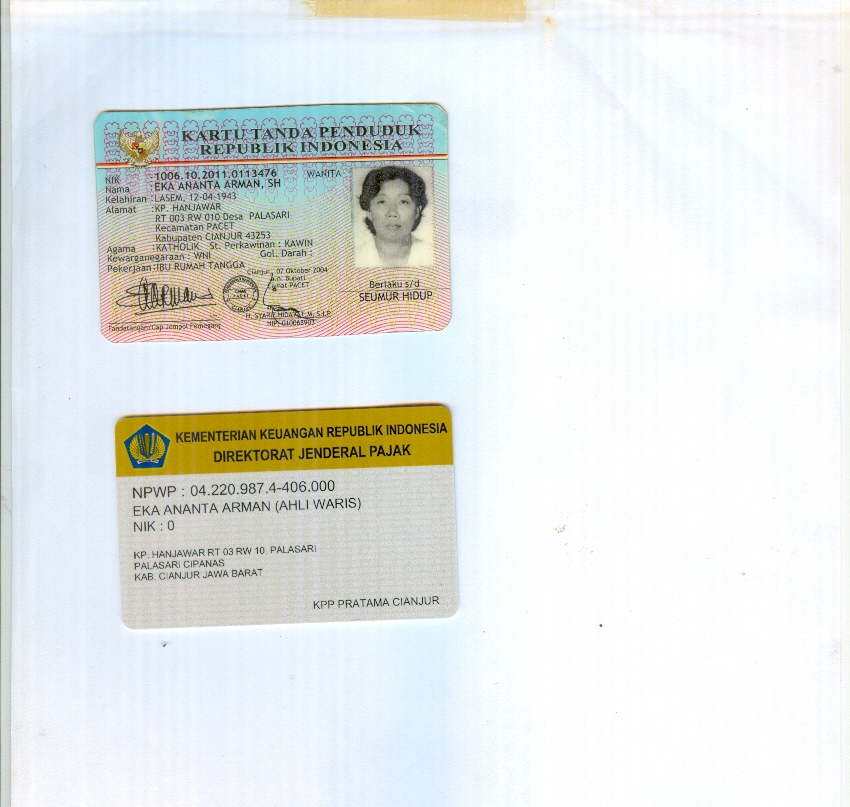 KARTU TANDA PENDUDUK
REPUBLIK INDONESIA
NIK : 1006.10.2011.0113476 WANITA
Nama : EKA ANANTA ARMAN, SH
Kelahiran : LASEM, 12-04-1943
Alamat : KP. HANJAWAR
RT 003 RW 010 Desa PALASARI
Kecamatan PACET
Kabupaten CIANJUR 43253
Agama : KATHOLIK St. Perkawinan : KAWIN
Kewarganegaraan : WNI Gol. Darah :
Pekerjaan : IBU RUMAH TANGGA
Cianjur, 07 Oktober 2004
a.n. Bupati
Camat PACET
Berlaku s/d
SEUMUR HIDUP
Tandatangan/Cap Jempol Pemegang
KEMENTERIAN KEUANGAN REPUBLIK INDONESIA
DIREKTORAT JENDERAL PAJAK
NPWP : 04.220.987.4-406.000
EKA ANANTA ARMAN (AHLI WARIS)
NIK : 0
KP. HANJAWAR RT 03 RW 10, PALASARI
PALASARI CIPANAS
KAB. CIANJUR JAWA BARAT
KPP PRATAMA CIANJUR